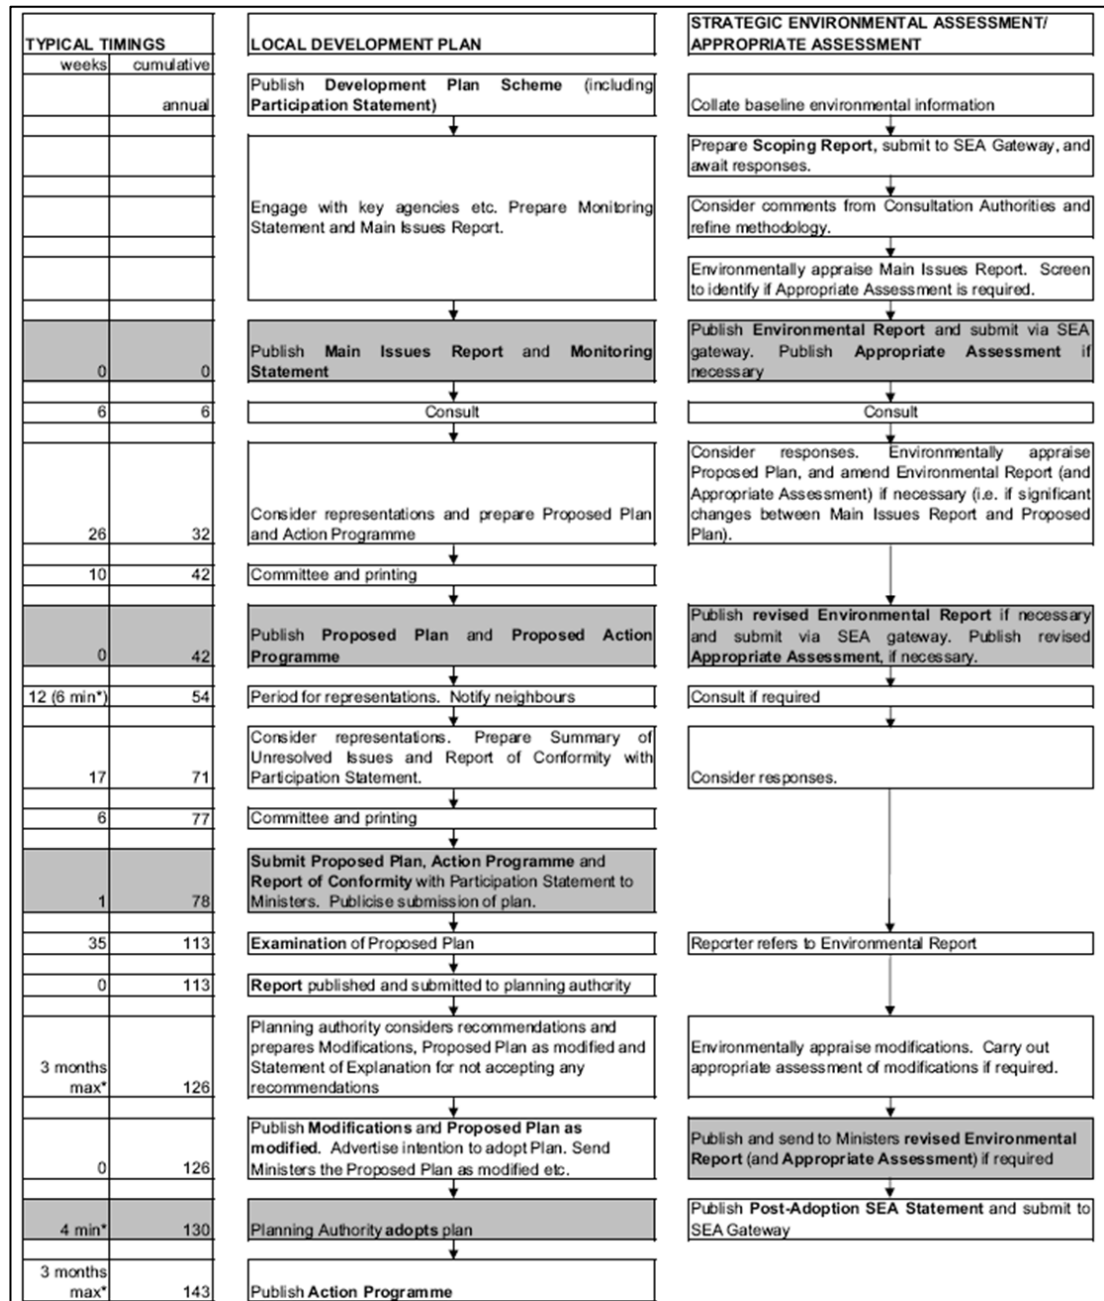 TYPICAL TIMINGS
LOCAL DEVELOPMENT PLAN
STRATEGIC ENVIRONMENTAL ASSESSMENT/
APPROPRIATE ASSESSMENT
weeks cumulative
annual
Publish Development Plan Scheme (including
Participation Statement)
Collate baseline environmental information
Prepare Scoping Report, submit to SEA Gateway, and
await responses.
Engage with key agencies etc. Prepare Monitoring
Statement and Main Issues Report.
Consider comments from Consultation Authorities and
refine methodology.
Environmentally appraise Main Issues Report. Screen
to identify if Appropriate Assessment is required.
0 0
Publish Main Issues Report and Monitoring
Statement
Publish Environmental Report and submit via SEA
gateway. Publish Appropriate Assessment if
necessary
6 6
Consult
Consult
26 32
Consider representations and prepare Proposed Plan
and Action Programme
Consider responses. Environmentally appraise
Proposed Plan, and amend Environmental Report (and
Appropriate Assessment) if necessary (i.e. if significant
changes between Main Issues Report and Proposed
Plan).
10 42
Committee and printing
0 42
Publish Proposed Plan and Proposed Action
Programme
Publish revised Environmental Report if necessary
and submit via SEA gateway. Publish revised
Appropriate Assessment, if necessary.
12 (6 min*) 54
Period for representations. Notify neighbours
Consult if required
17 71
Consider representations. Prepare Summary of
Unresolved Issues and Report of Conformity with
Participation Statement.
Consider responses.
6 77
Committee and printing
1 78
Submit Proposed Plan, Action Programme and
Report of Conformity with Participation Statement to
Ministers. Publicise submission of plan.
35 113
Examination of Proposed Plan
Reporter refers to Environmental Report
0 113
Report published and submitted to planning authority
3 months
max* 126
Planning authority considers recommendations and
prepares Modifications, Proposed Plan as modified and
Statement of Explanation for not accepting any
recommendations
Environmentally appraise modifications. Carry out
appropriate assessment of modifications if required.
0 126
Publish Modifications and Proposed Plan as
modified. Advertise intention to adopt Plan. Send
Ministers the Proposed Plan as modified etc.
Publish and send to Ministers revised Environmental
Report (and Appropriate Assessment) if required
4 min* 130
Planning Authority adopts plan
Publish Post-Adoption SEA Statement and submit to
SEA Gateway
3 months
max* 143
Publish Action Programme